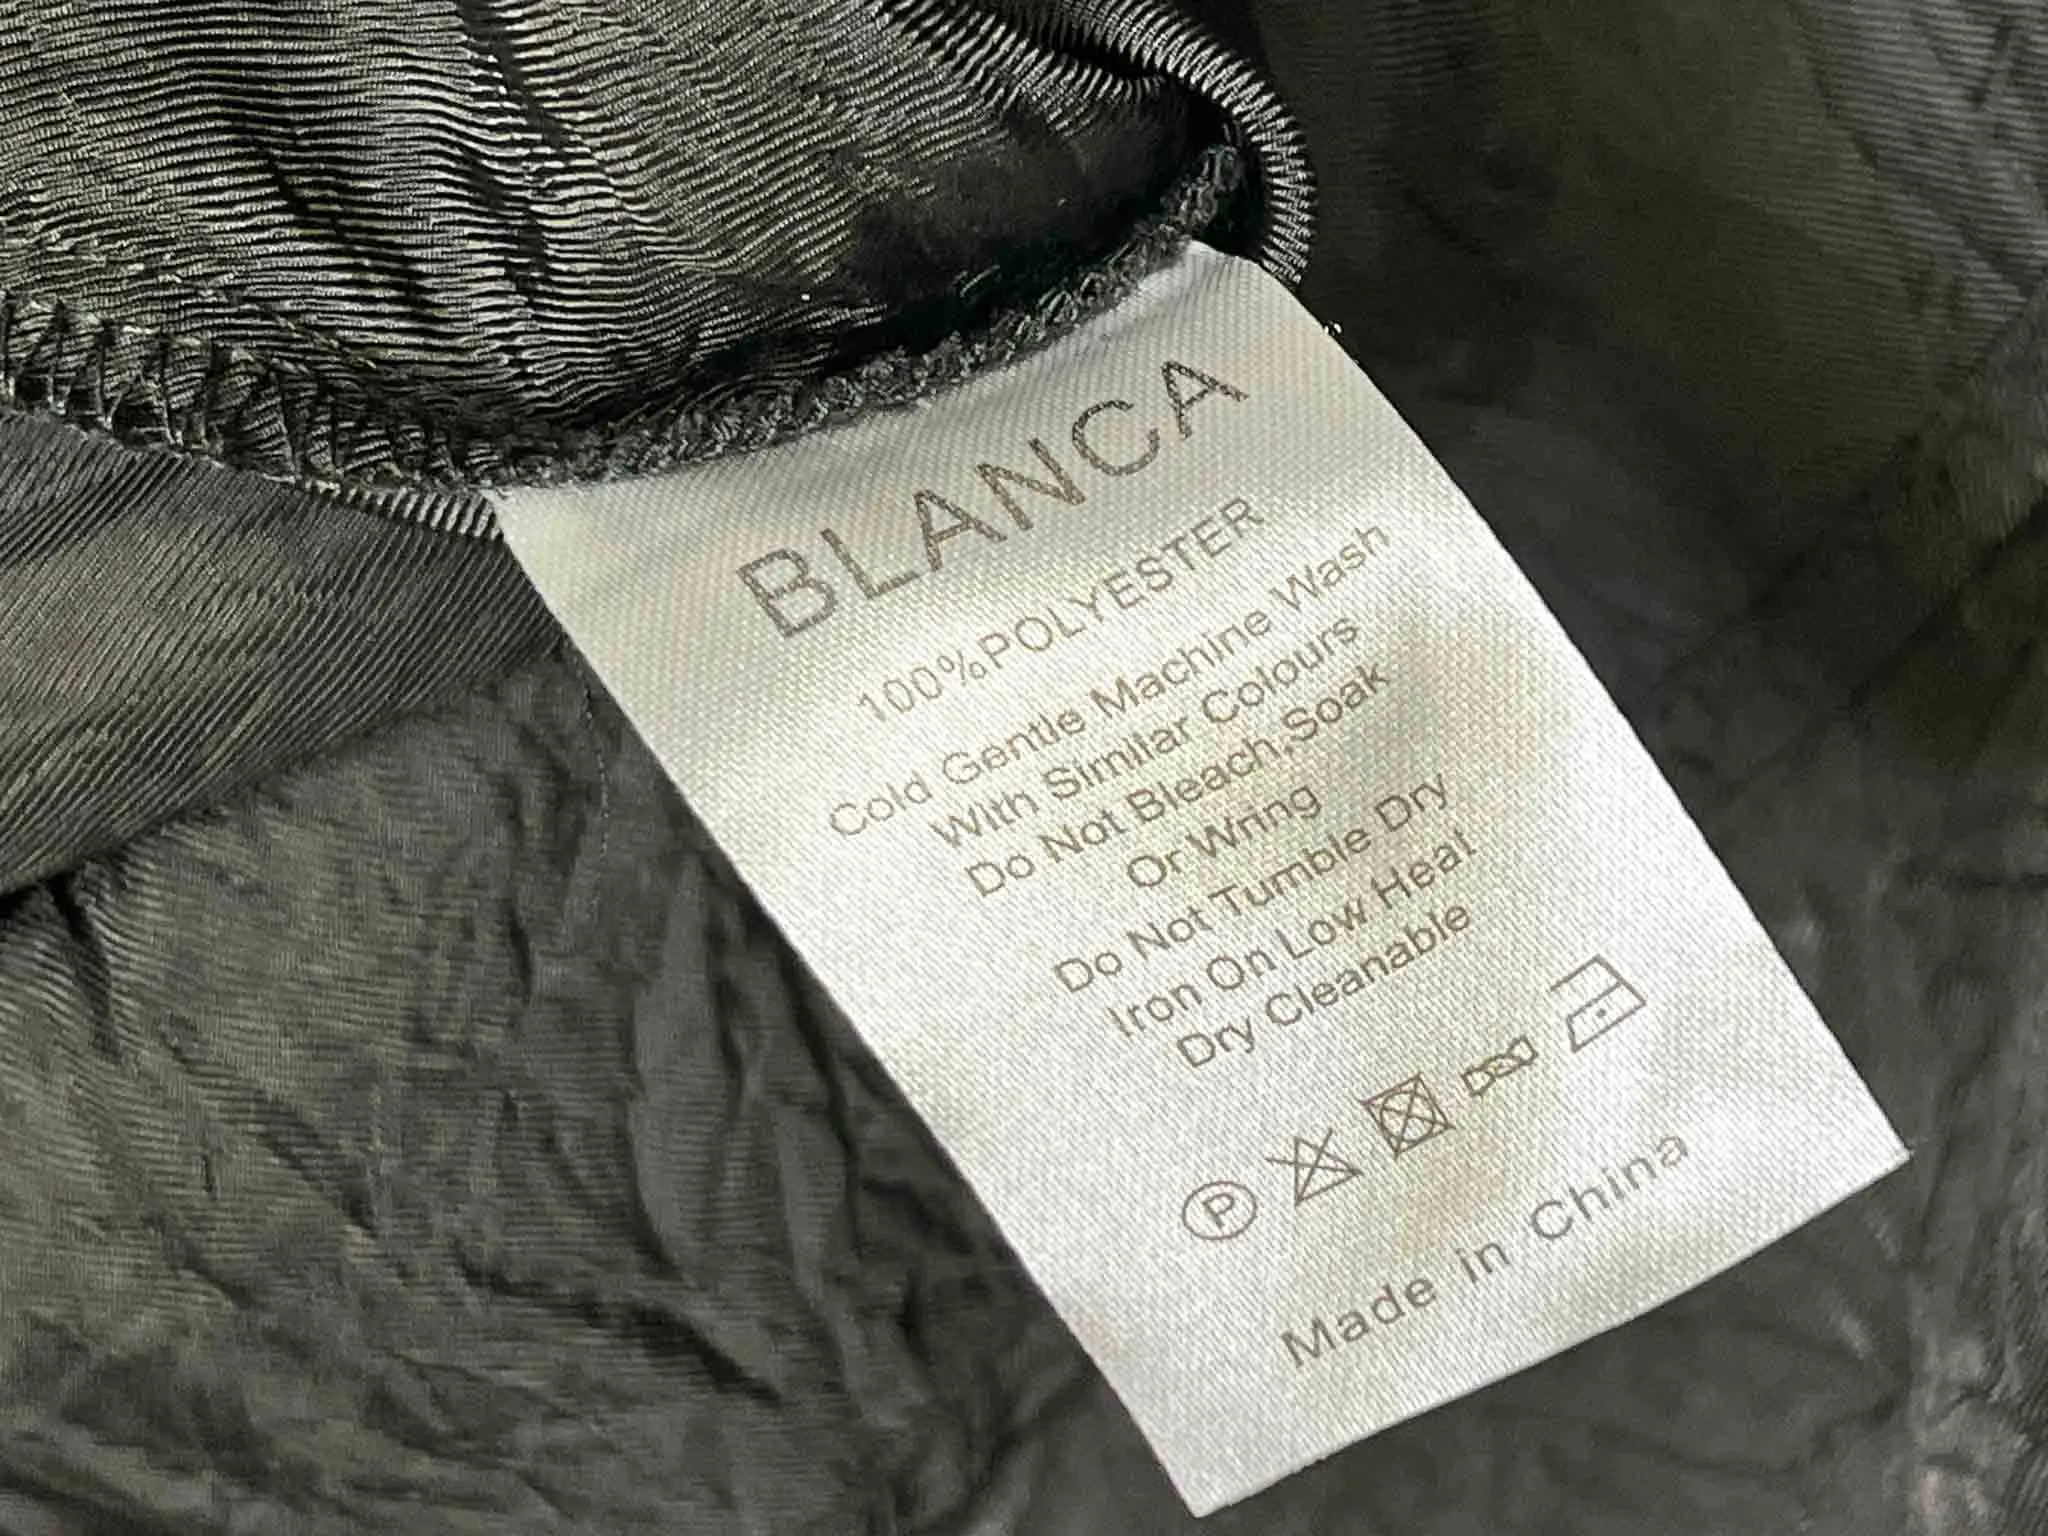 BLANCA
100%POLYESTER
Cold Gentle Machine Wash
With Similar Colours
Do Not Bleach,Soak
Or Wring
Do Not Tumble Dry
Iron On Low Heat
Dry Cleanable
P
Made in China